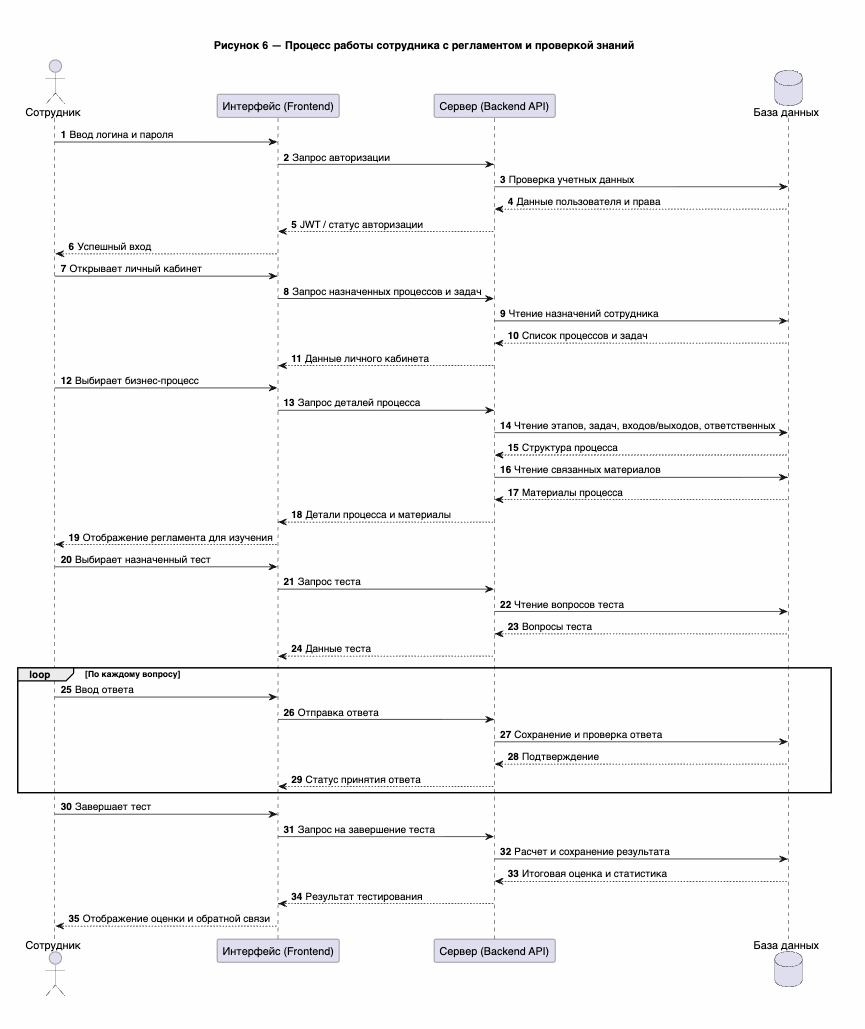 Рисунок 6 — Процесс работы сотрудника с регламентом и проверкой знаний
Сотрудник
Интерфейс (Frontend)
Сервер (Backend API)
База данных
1 Ввод логина и пароля
2 Запрос авторизации
3 Проверка учетных данных
4 Данные пользователя и права
5 JWT / статус авторизации
6 Успешный вход
7 Открывает личный кабинет
8 Запрос назначенных процессов и задач
9 Чтение назначений сотрудника
10 Список процессов и задач
11 Данные личного кабинета
12 Выбирает бизнес-процесс
13 Запрос деталей процесса
14 Чтение этапов, задач, входов/выходов, ответственных
15 Структура процесса
16 Чтение связанных материалов
17 Материалы процесса
18 Детали процесса и материалы
19 Отображение регламента для изучения
20 Выбирает назначенный тест
21 Запрос теста
22 Чтение вопросов теста
23 Вопросы теста
24 Данные теста
loop [По каждому вопросу]
25 Ввод ответа
26 Отправка ответа
27 Сохранение и проверка ответа
28 Подтверждение
29 Статус принятия ответа
30 Завершает тест
31 Запрос на завершение теста
32 Расчет и сохранение результата
33 Итоговая оценка и статистика
34 Результат тестирования
35 Отображение оценки и обратной связи
Сотрудник
Интерфейс (Frontend)
Сервер (Backend API)
База данных